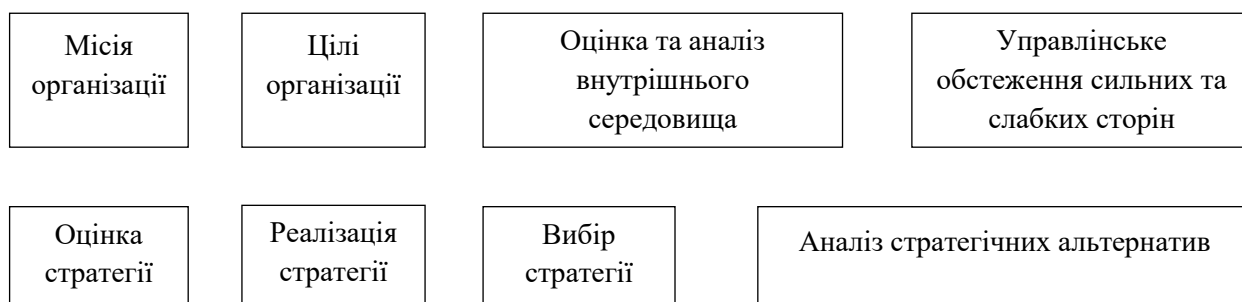 Місія
організації
Цілі
організації
Оцінка та аналіз
внутрішнього
середовища
Управлінське
обстеження сильних та
слабких сторін
Оцінка
стратегії
Реалізація
стратегії
Вибір
стратегії
Аналіз стратегічних альтернатив